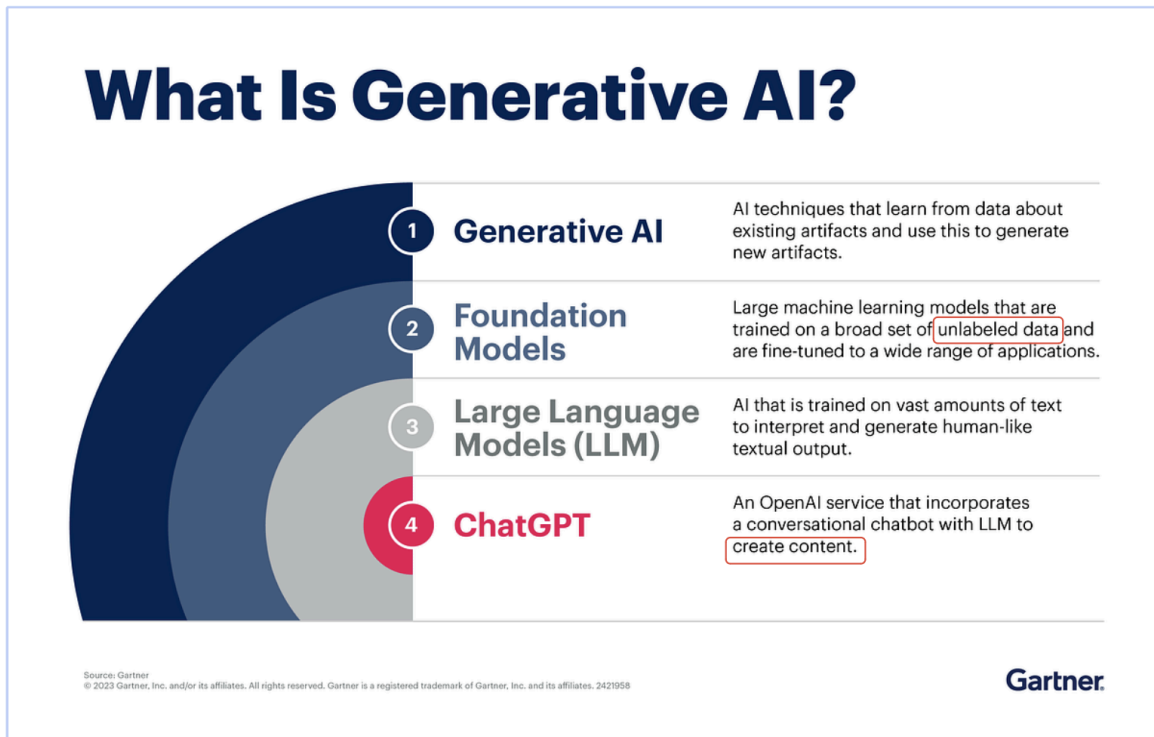 What Is Generative AI?
1
Generative AI
AI techniques that learn from data about
existing artifacts and use this to generate
new artifacts.
2
Foundation
Models
Large machine learning models that are
trained on a broad set of unlabeled data and
are fine-tuned to a wide range of applications.
3
Large Language
Models (LLM)
AI that is trained on vast amounts of text
to interpret and generate human-like
textual output.
4
ChatGPT
An OpenAI service that incorporates
a conversational chatbot with LLM to
create content.
Source: Gartner
© 2023 Gartner, Inc. and/or its affiliates. All rights reserved. Gartner is a registered trademark of Gartner, Inc. and its affiliates. 2421958
Gartner.